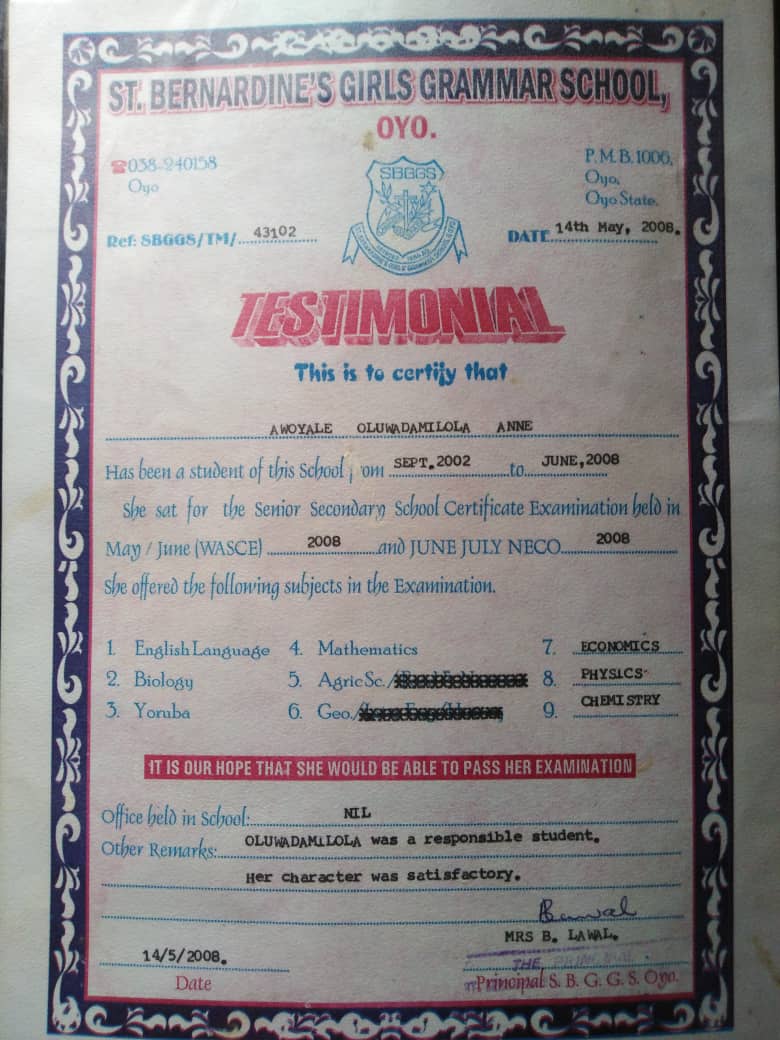 ST. BERNARDINE'S GIRLS GRAMMAR SCHOOL,
OYO.
☎038-240158
Oyo
P.M.B. 1006,
Oyo,
Oyo State.
SBGGS
Ref: SBGGS/TM/ 43102
DATE 14th May, 2008.
TESTIMONIAL
This is to certify that
AWOYALE OLUWADAMILOLA ANNE
Has been a student of this School from SEPT.2002 to JUNE,2008
She sat for the Senior Secondary School Certificate Examination held in
May / June (WASCE) 2008 and JUNE JULY NECO 2008
She offered the following subjects in the Examination.
1. English Language 4. Mathematics 7. ECONOMICS
2. Biology 5. Agric Sc./ 8. PHYSICS
3. Yoruba 6. Geo./ 9. CHEMISTRY
IT IS OUR HOPE THAT SHE WOULD BE ABLE TO PASS HER EXAMINATION
Office held in School: NIL
Other Remarks: OLUWADAMILOLA was a responsible student.
Her character was satisfactory.
MRS B. LAWAL.
14/5/2008.
THE PRINCIPAL
Date
Principal S. B. G. G. S. Oyo.